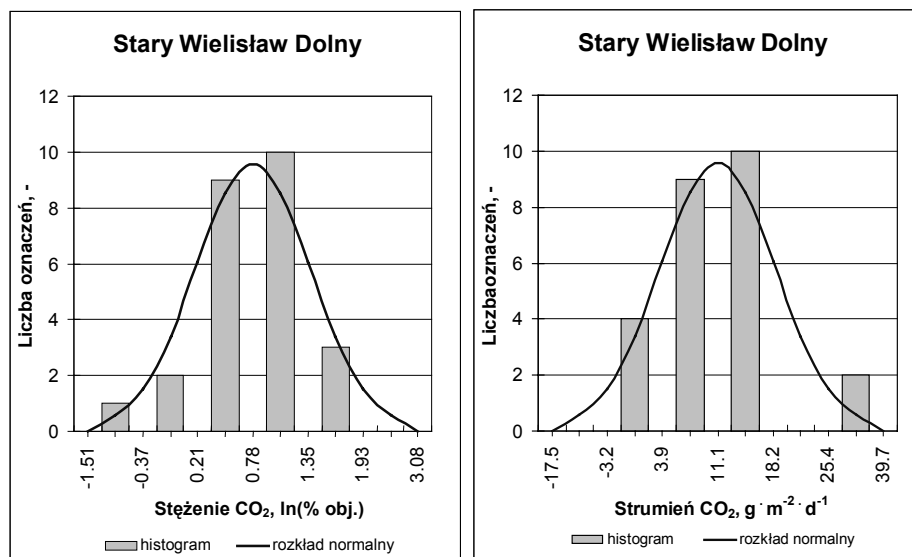 Stary Wielisław Dolny
Liczba oznaczeń, -
12
10
8
6
4
2
0
-1.51
-0.37
0.21
0.78
1.35
1.93
3.08
Stężenie CO₂, ln(% obj.)
histogram
rozkład normalny
Stary Wielisław Dolny
Liczbaoznaczeń, -
12
10
8
6
4
2
0
-17.5
-3.2
3.9
11.1
18.2
25.4
39.7
Strumień CO₂, g · m⁻² · d⁻¹
histogram
rozkład normalny